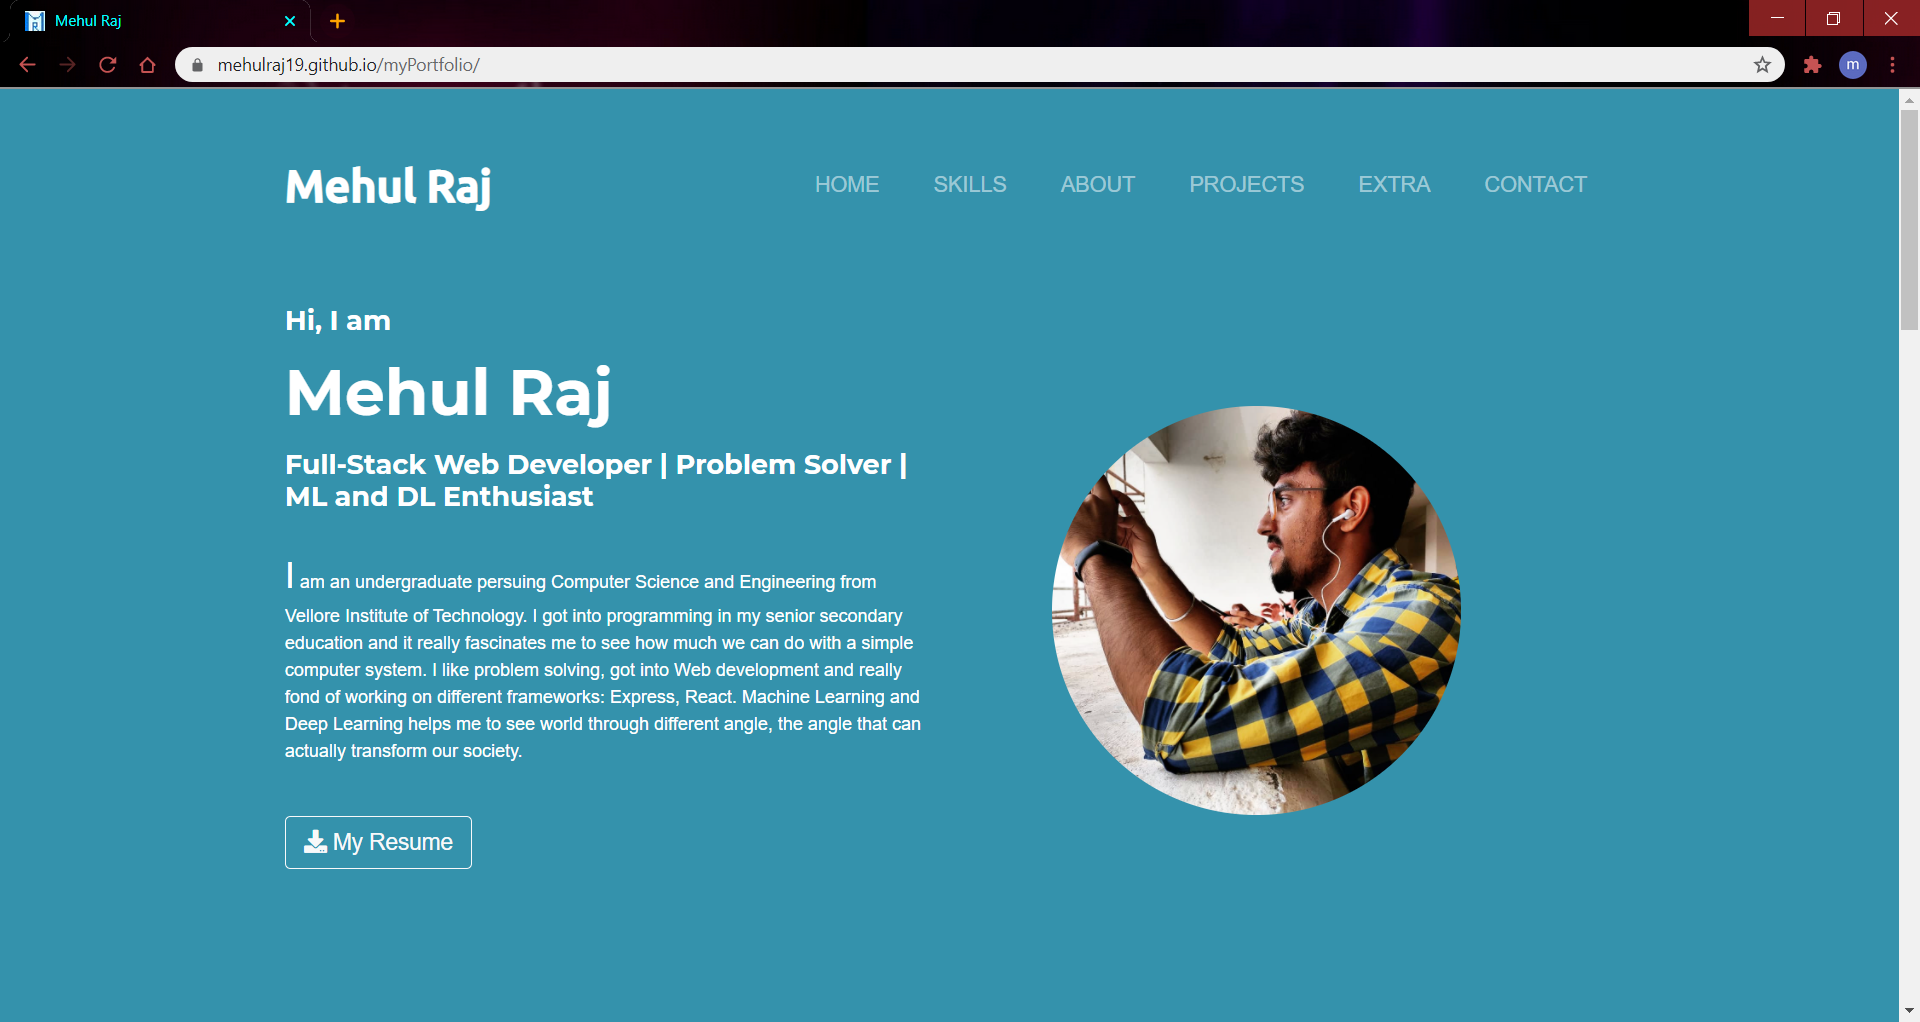 Mehul Raj
mehulraj19.github.io/myPortfolio/
m
Mehul Raj
HOME SKILLS ABOUT PROJECTS EXTRA CONTACT
Hi, I am
Mehul Raj
Full-Stack Web Developer | Problem Solver |
ML and DL Enthusiast
I am an undergraduate persuing Computer Science and Engineering from
Vellore Institute of Technology. I got into programming in my senior secondary
education and it really fascinates me to see how much we can do with a simple
computer system. I like problem solving, got into Web development and really
fond of working on different frameworks: Express, React. Machine Learning and
Deep Learning helps me to see world through different angle, the angle that can
actually transform our society.
My Resume